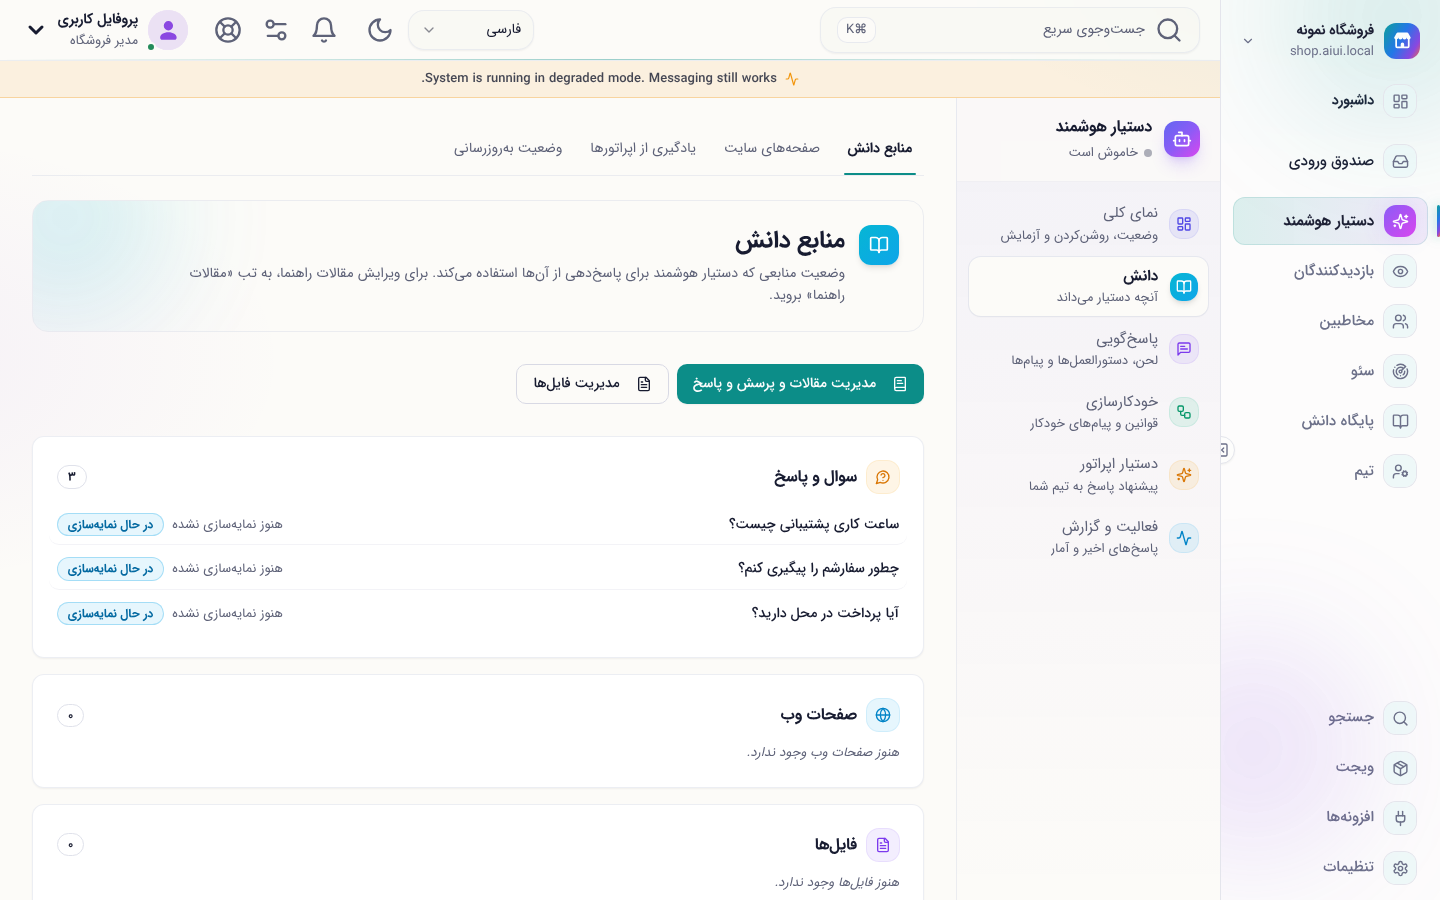 فروشگاه نمونه
shop.aiui.local
داشبورد
صندوق ورودی
دستیار هوشمند
بازدیدکنندگان
مخاطبین
سئو
پایگاه دانش
تیم
جستجو
ویجت
افزونه‌ها
تنظیمات
جست‌وجوی سریع
⌘K
فارسی
پروفایل کاربری
مدیر فروشگاه
System is running in degraded mode. Messaging still works.
دستیار هوشمند
خاموش است
نمای کلی
وضعیت، روشن‌کردن و آزمایش
دانش
آنچه دستیار می‌داند
پاسخ‌گویی
لحن، دستورالعمل‌ها و پیام‌ها
خودکارسازی
قوانین و پیام‌های خودکار
دستیار اپراتور
پیشنهاد پاسخ به تیم شما
فعالیت و گزارش
پاسخ‌های اخیر و آمار
منابع دانش
صفحه‌های سایت
یادگیری از اپراتورها
وضعیت به‌روزرسانی
منابع دانش
وضعیت منابعی که دستیار هوشمند برای پاسخ‌دهی از آن‌ها استفاده می‌کند. برای ویرایش مقالات راهنما، به تب «مقالات
راهنما» بروید.
مدیریت مقالات و پرسش و پاسخ
مدیریت فایل‌ها
سوال و پاسخ
۳
ساعت کاری پشتیبانی چیست؟
هنوز نمایه‌سازی نشده
در حال نمایه‌سازی
چطور سفارشم را پیگیری کنم؟
هنوز نمایه‌سازی نشده
در حال نمایه‌سازی
آیا پرداخت در محل دارید؟
هنوز نمایه‌سازی نشده
در حال نمایه‌سازی
صفحات وب
۰
هنوز صفحات وب وجود ندارد.
فایل‌ها
۰
هنوز فایل‌ها وجود ندارد.